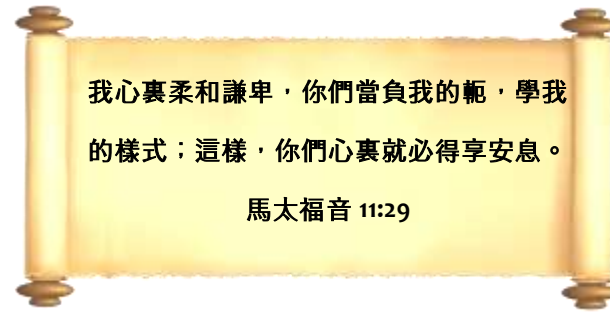 我心裏柔和謙卑，你們當負我的軛，學我
的樣式；這樣，你們心裏就必得享安息。
馬太福音 11:29